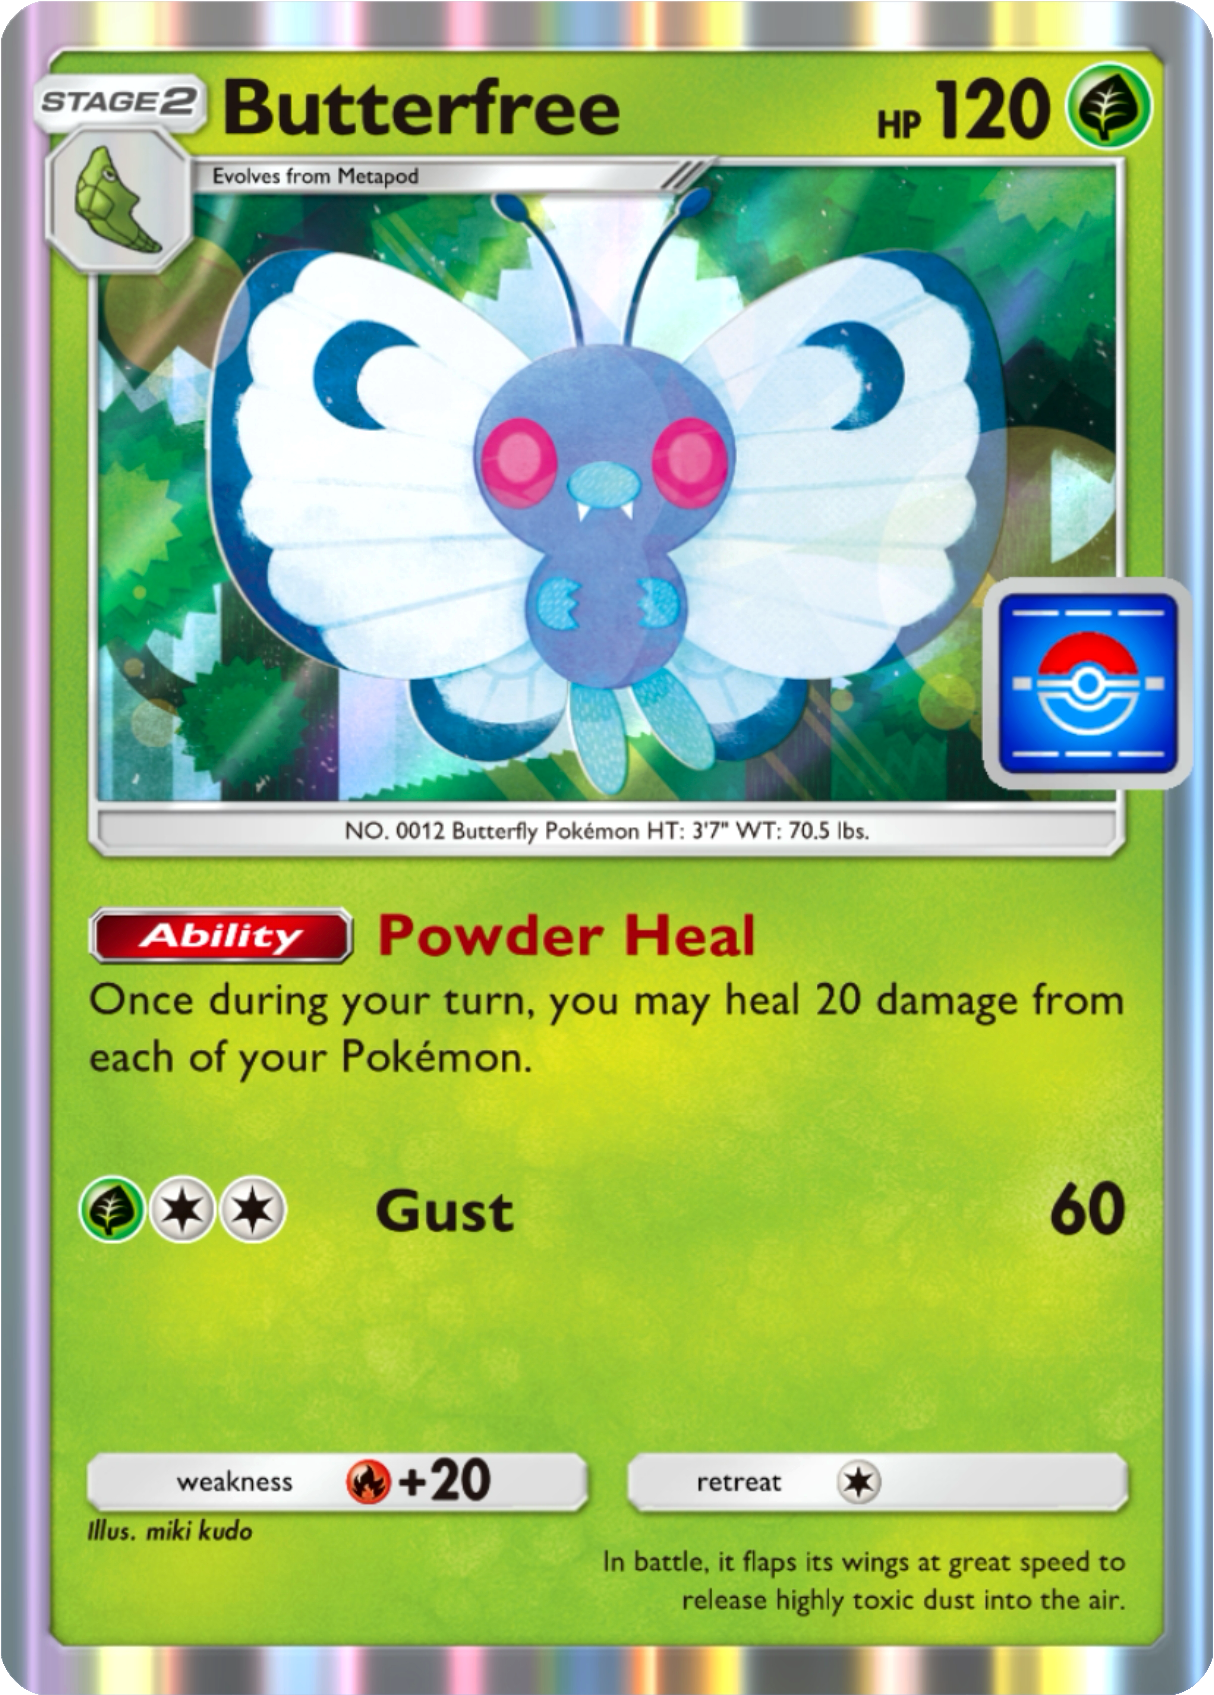 STAGE2
Butterfree
HP 120
Evolves from Metapod
NO. 0012 Butterfly Pokémon HT: 3'7" WT: 70.5 lbs.
Ability Powder Heal
Once during your turn, you may heal 20 damage from
each of your Pokémon.
Gust 60
weakness +20
retreat
Illus. miki kudo
In battle, it flaps its wings at great speed to
release highly toxic dust into the air.